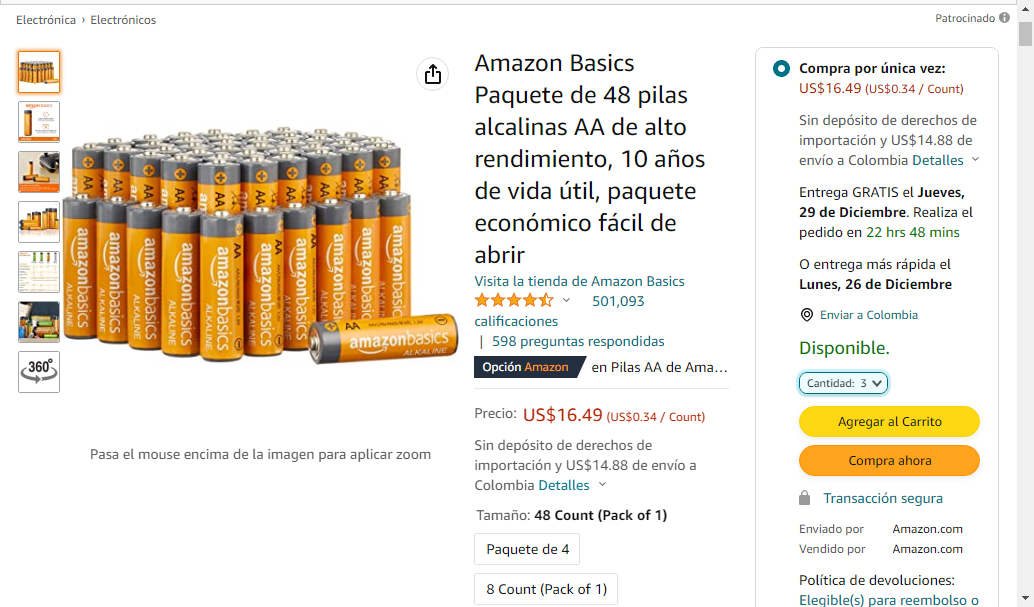 Electrónica › Electrónicos
Patrocinado
Amazon Basics
Paquete de 48 pilas
alcalinas AA de alto
rendimiento, 10 años
de vida útil, paquete
económico fácil de
abrir
Visita la tienda de Amazon Basics
501,093
calificaciones
| 598 preguntas respondidas
Opción Amazon en Pilas AA de Ama...
Precio: US$16.49 (US$0.34 / Count)
Sin depósito de derechos de
importación y US$14.88 de envío a
Colombia Detalles
Tamaño: 48 Count (Pack of 1)
Paquete de 4
8 Count (Pack of 1)
360°
AA
amazonbasics
ALKALINE
Pasa el mouse encima de la imagen para aplicar zoom
Compra por única vez:
US$16.49 (US$0.34 / Count)
Sin depósito de derechos de
importación y US$14.88 de
envío a Colombia Detalles
Entrega GRATIS el Jueves,
29 de Diciembre. Realiza el
pedido en 22 hrs 48 mins
O entrega más rápida el
Lunes, 26 de Diciembre
Enviar a Colombia
Disponible.
Cantidad: 3
Agregar al Carrito
Compra ahora
Transacción segura
Enviado por Amazon.com
Vendido por Amazon.com
Política de devoluciones:
Elegible(s) para reembolso o